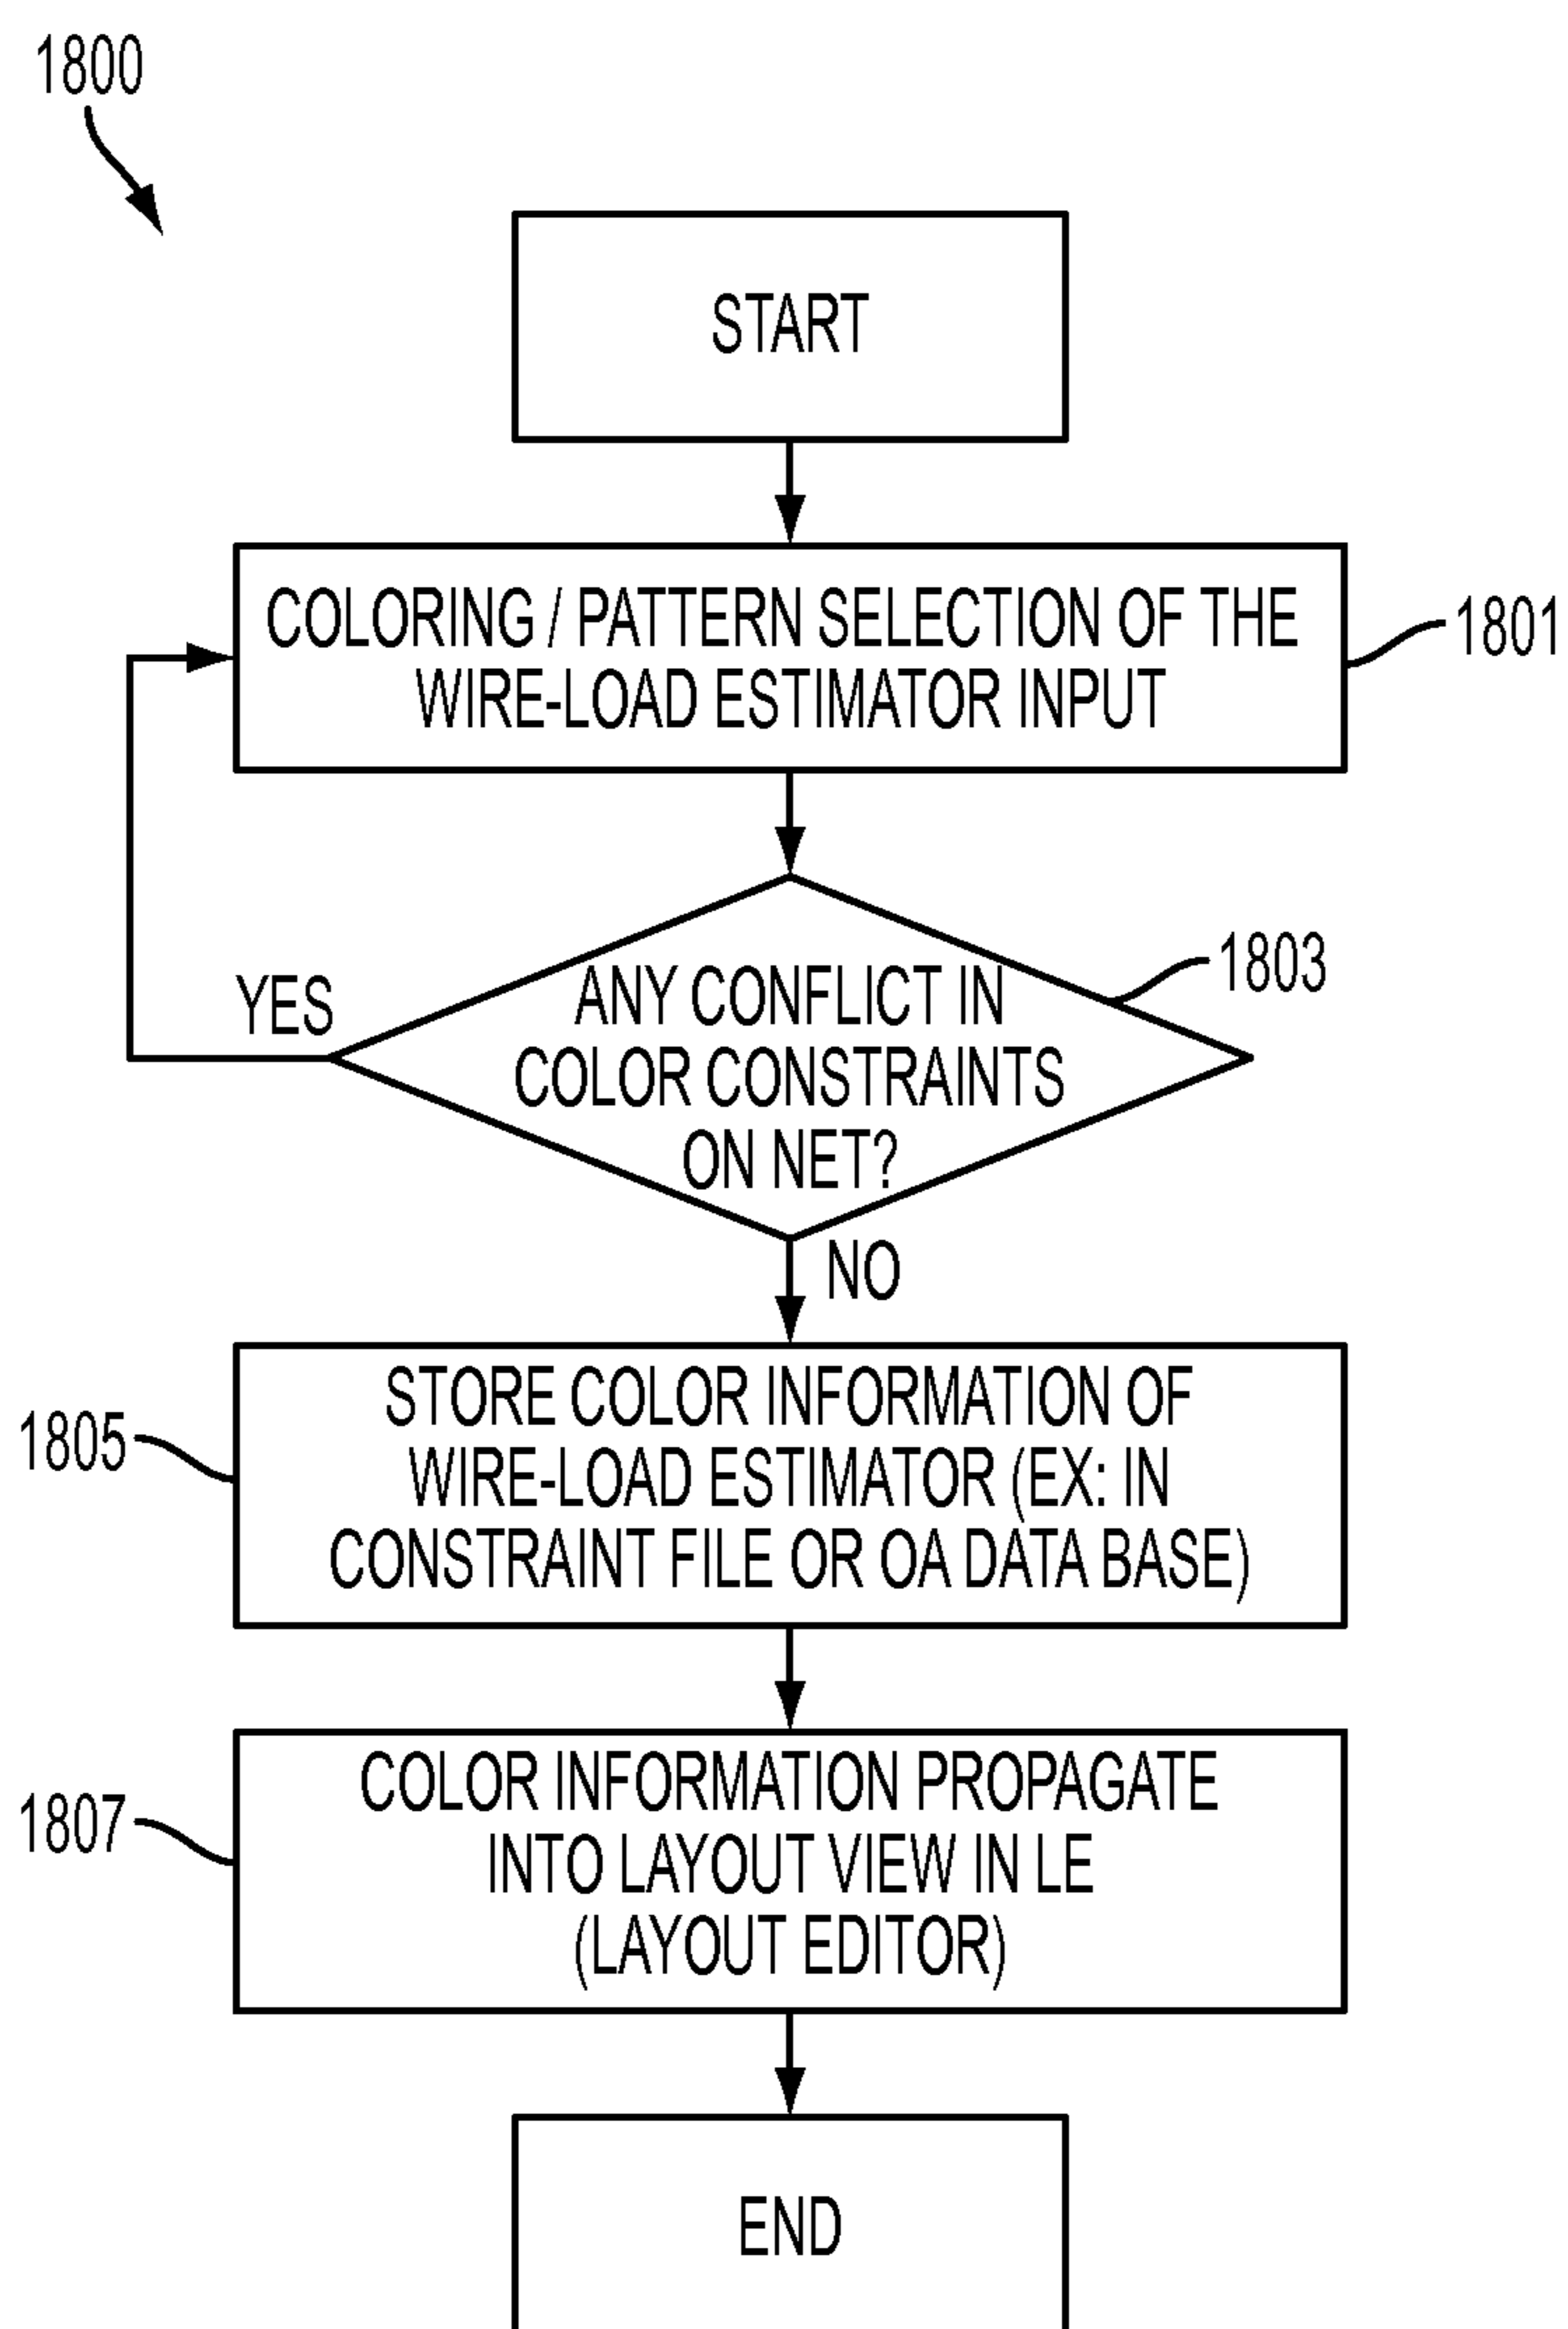 1800
START
COLORING / PATTERN SELECTION OF THE
WIRE-LOAD ESTIMATOR INPUT
1801
ANY CONFLICT IN
COLOR CONSTRAINTS
ON NET?
1803
YES
NO
STORE COLOR INFORMATION OF
WIRE-LOAD ESTIMATOR (EX: IN
CONSTRAINT FILE OR OA DATA BASE)
1805
COLOR INFORMATION PROPAGATE
INTO LAYOUT VIEW IN LE
(LAYOUT EDITOR)
1807
END